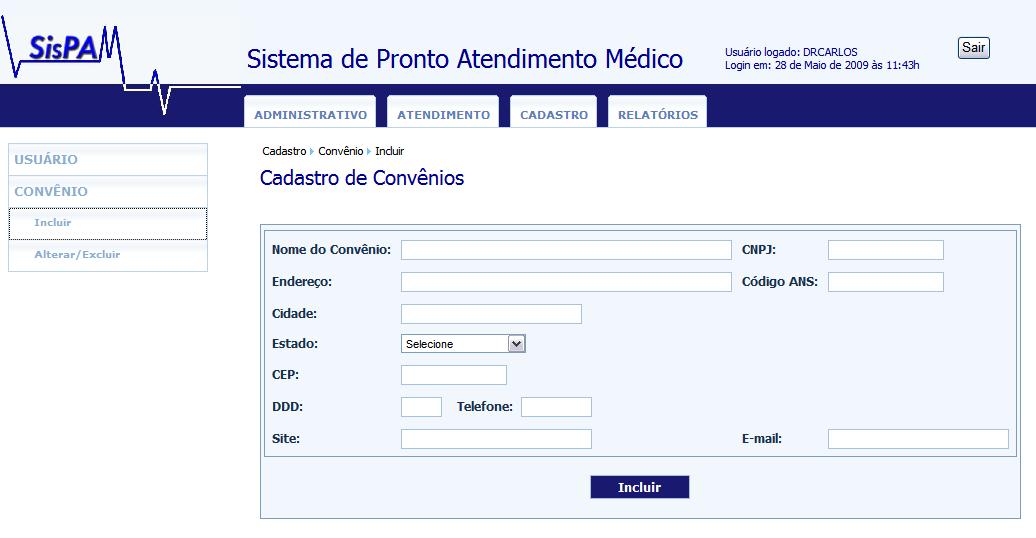 SisPA
Sistema de Pronto Atendimento Médico
Usuário logado: DRCARLOS
Login em: 28 de Maio de 2009 às 11:43h
Sair
ADMINISTRATIVO ATENDIMENTO CADASTRO RELATÓRIOS
USUÁRIO
CONVÊNIO
Incluir
Alterar/Excluir
Cadastro Convênio Incluir
Cadastro de Convênios
Nome do Convênio: CNPJ:
Endereço: Código ANS:
Cidade:
Estado: Selecione
CEP:
DDD: Telefone:
Site: E-mail:
Incluir